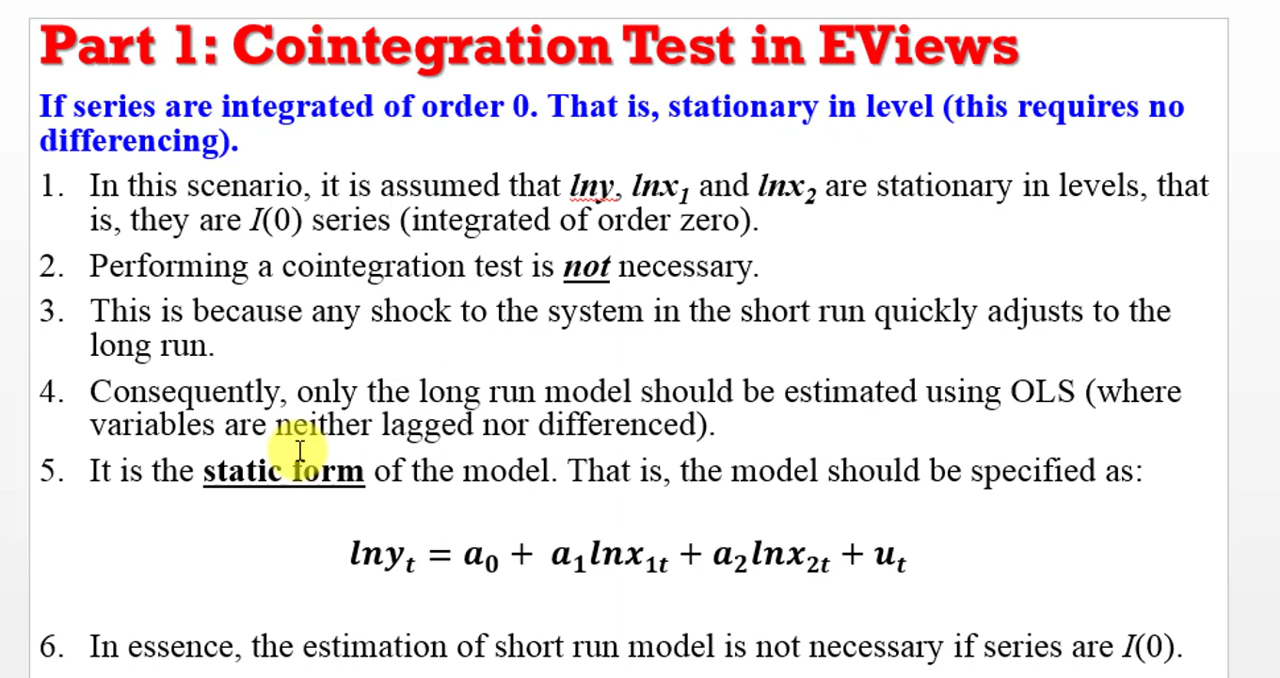 Part 1: Cointegration Test in EViews
If series are integrated of order 0. That is, stationary in level (this requires no
differencing).
1. In this scenario, it is assumed that lny, lnx₁ and lnx₂ are stationary in levels, that
is, they are I(0) series (integrated of order zero).
2. Performing a cointegration test is not necessary.
3. This is because any shock to the system in the short run quickly adjusts to the
long run.
4. Consequently, only the long run model should be estimated using OLS (where
variables are neither lagged nor differenced).
5. It is the static form of the model. That is, the model should be specified as:
lnyₜ = a₀ + a₁lnx₁ₜ + a₂lnx₂ₜ + uₜ
6. In essence, the estimation of short run model is not necessary if series are I(0).